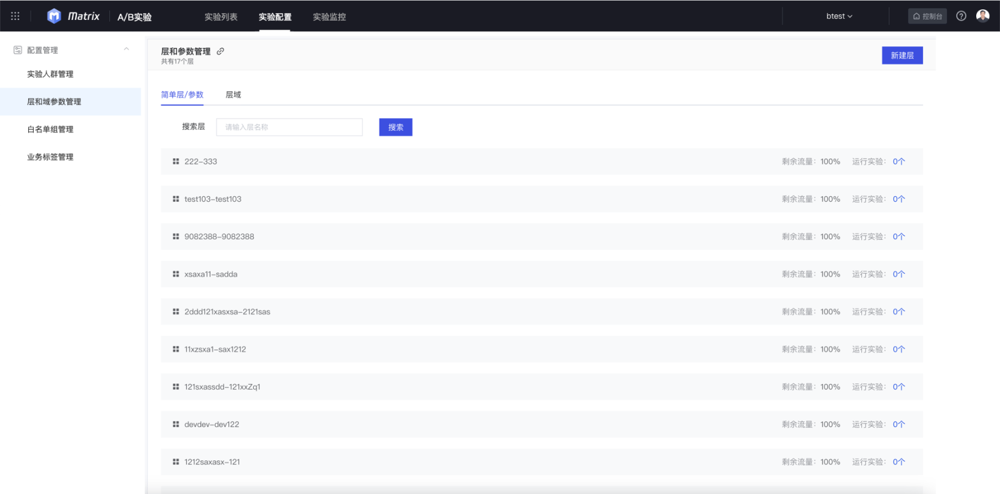 Matrix
A/B实验
实验列表
实验配置
实验监控
btest
控制台
配置管理
实验人群管理
层和域参数管理
白名单组管理
业务标签管理
层和参数管理
共有17个层
新建层
简单层/参数
层域
搜索层
请输入层名称
搜索
222-333 剩余流量：100% 运行实验：0个
test103-test103 剩余流量：100% 运行实验：0个
9082388-9082388 剩余流量：100% 运行实验：0个
xsaxa11-sadda 剩余流量：100% 运行实验：0个
2ddd121xasxsa-2121sas 剩余流量：100% 运行实验：0个
11xzsxa1-sax1212 剩余流量：100% 运行实验：0个
121sxassdd-121xxZq1 剩余流量：100% 运行实验：0个
devdev-dev122 剩余流量：100% 运行实验：0个
1212saxasx-121 剩余流量：100% 运行实验：0个